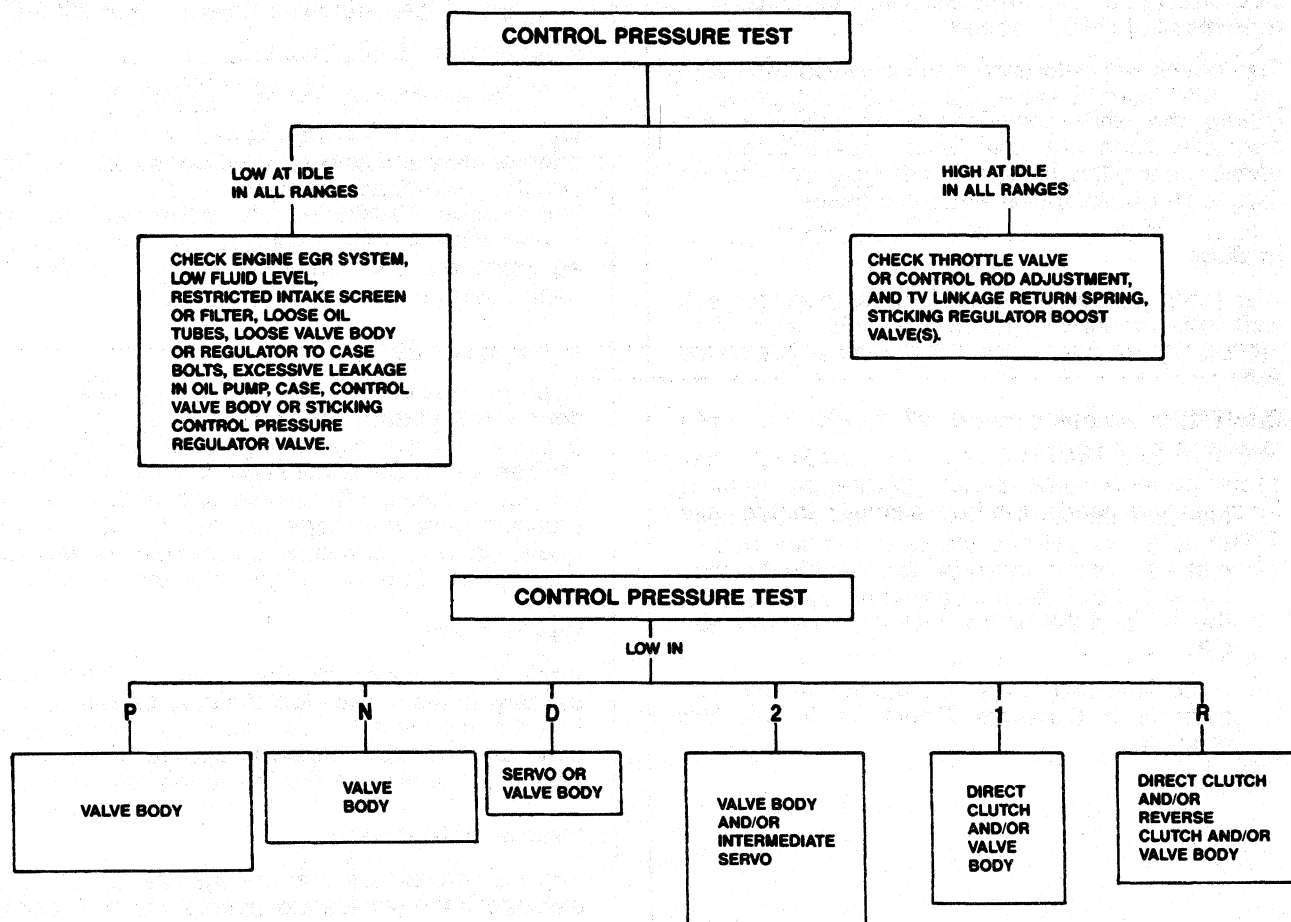 CONTROL PRESSURE TEST
LOW AT IDLE
IN ALL RANGES
HIGH AT IDLE
IN ALL RANGES
CHECK ENGINE EGR SYSTEM,
LOW FLUID LEVEL,
RESTRICTED INTAKE SCREEN
OR FILTER, LOOSE OIL
TUBES, LOOSE VALVE BODY
OR REGULATOR TO CASE
BOLTS, EXCESSIVE LEAKAGE
IN OIL PUMP, CASE, CONTROL
VALVE BODY OR STICKING
CONTROL PRESSURE
REGULATOR VALVE.
CHECK THROTTLE VALVE
OR CONTROL ROD ADJUSTMENT,
AND TV LINKAGE RETURN SPRING,
STICKING REGULATOR BOOST
VALVE(S).
CONTROL PRESSURE TEST
LOW IN
P
N
D
2
1
R
VALVE BODY
VALVE
BODY
SERVO OR
VALVE BODY
VALVE BODY
AND/OR
INTERMEDIATE
SERVO
DIRECT
CLUTCH
AND/OR
VALVE
BODY
DIRECT CLUTCH
AND/OR
REVERSE
CLUTCH AND/OR
VALVE BODY